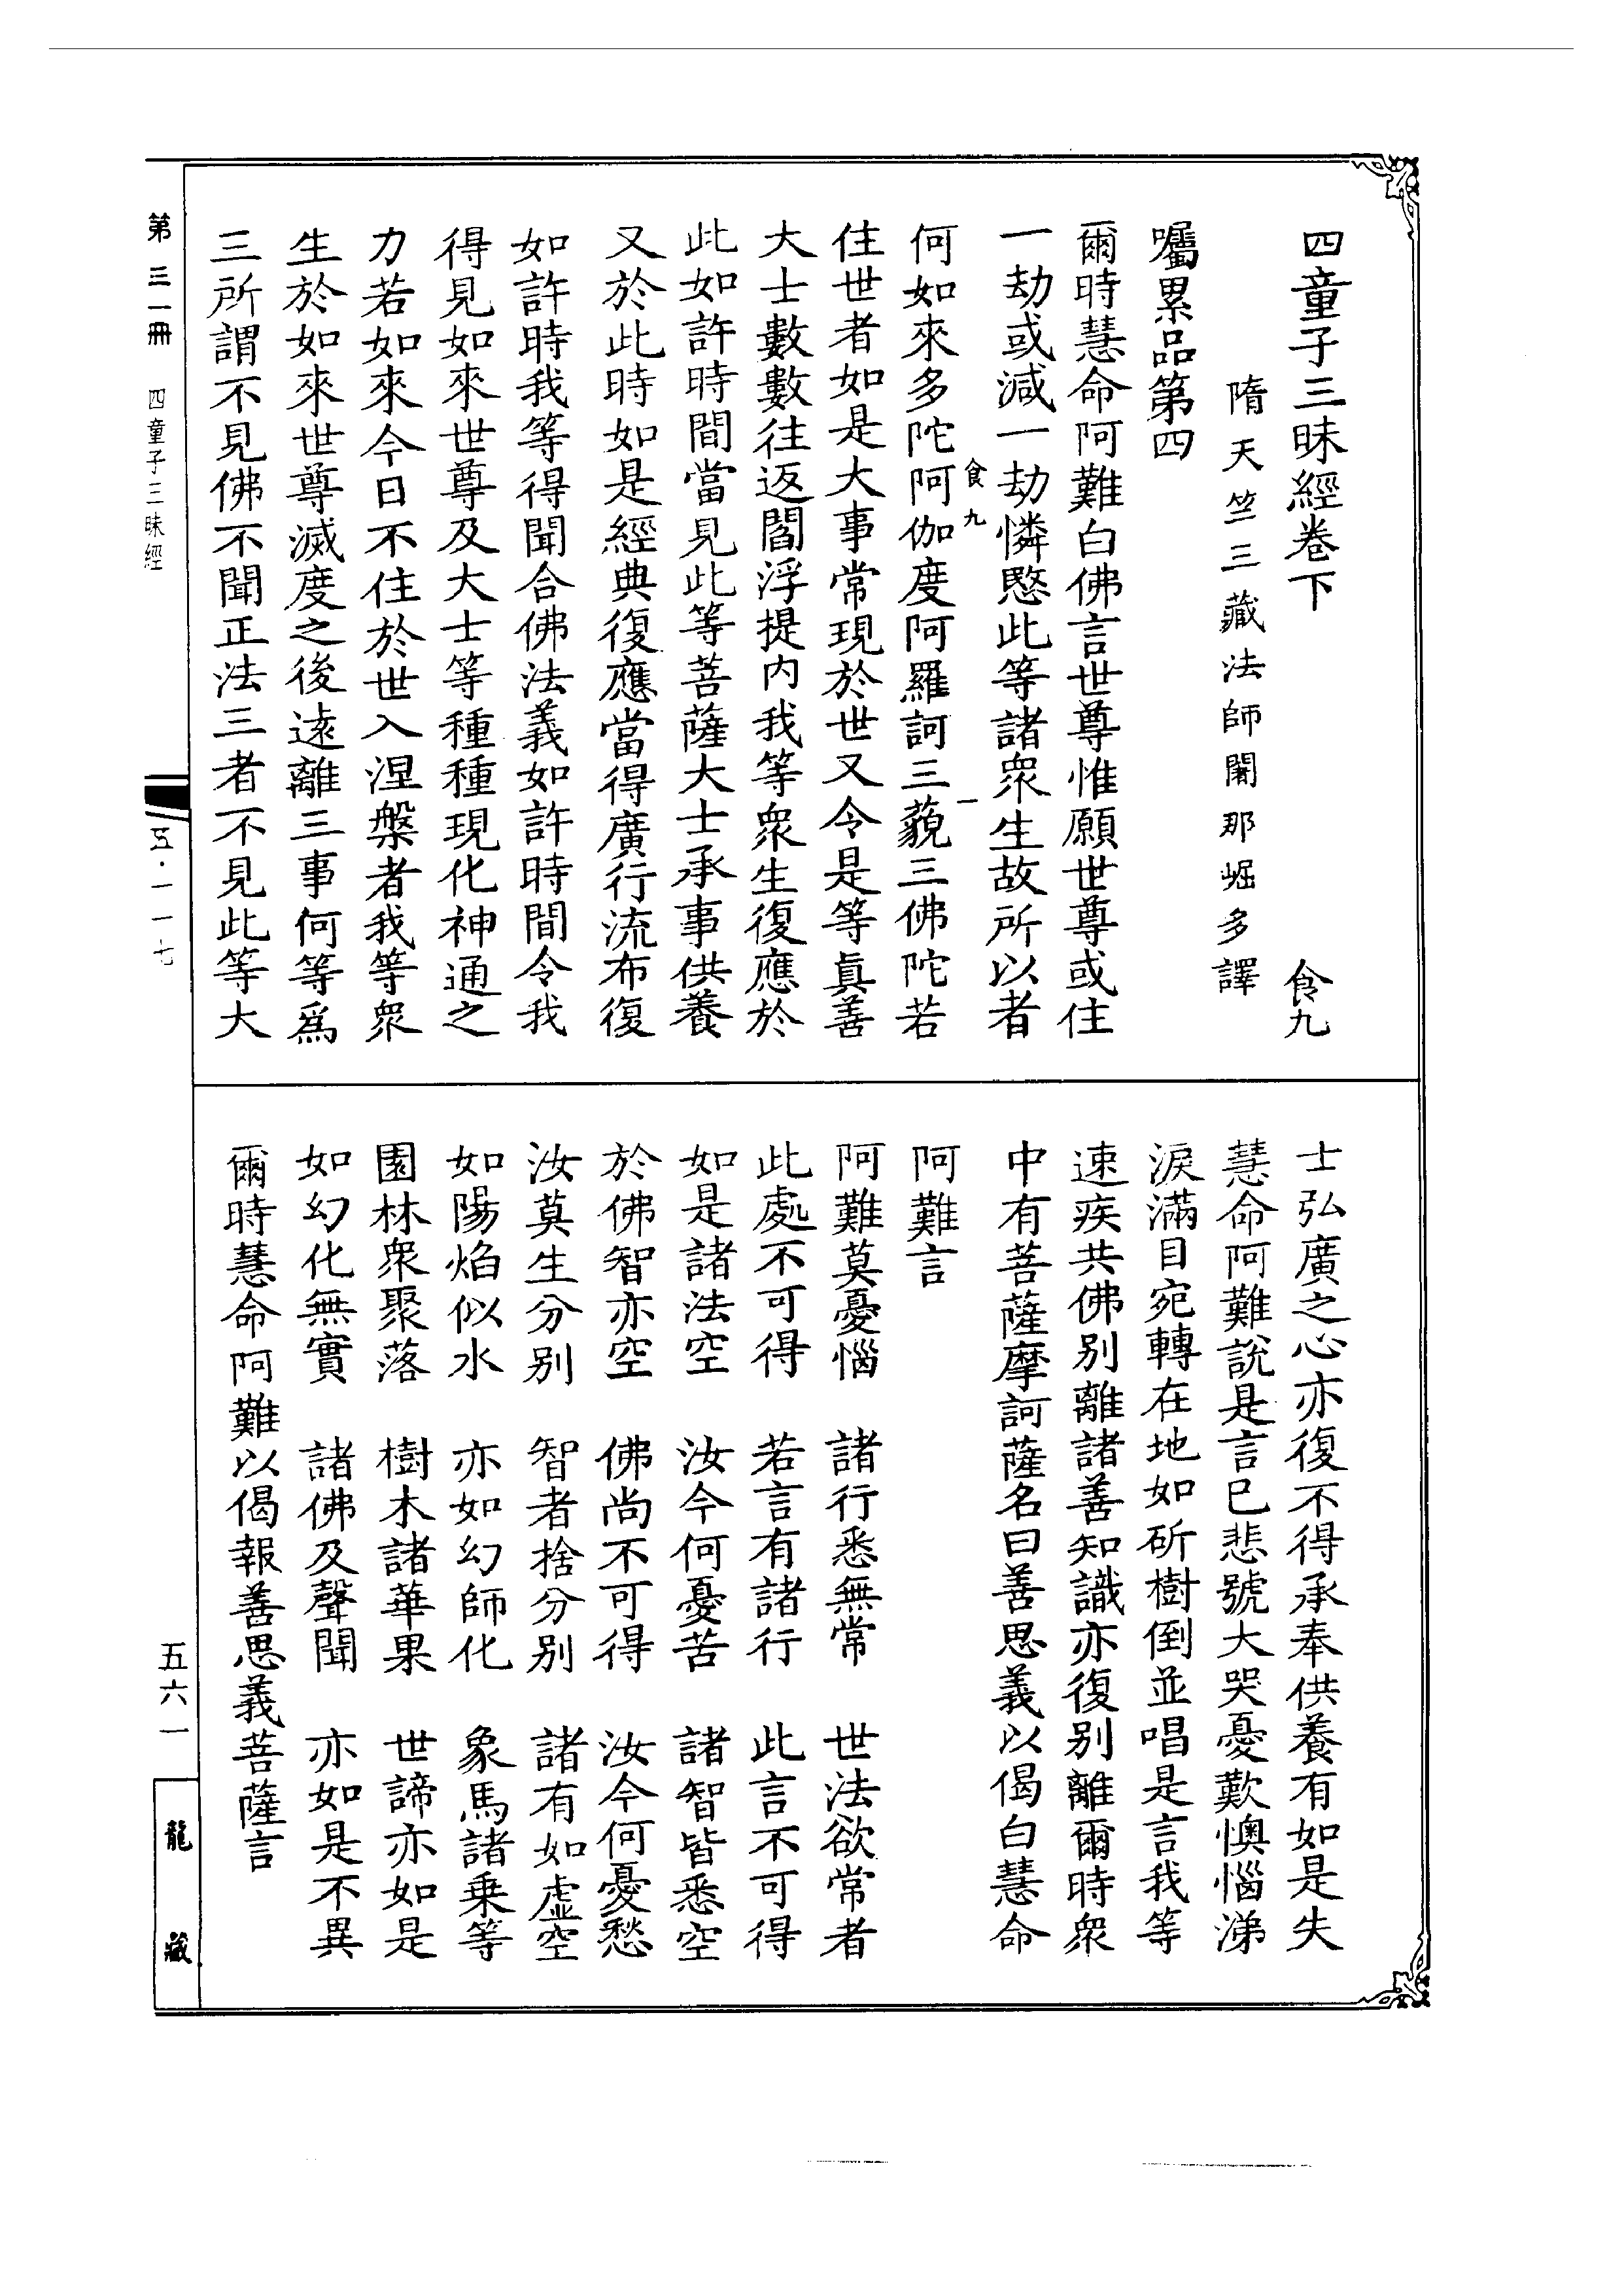 四童子三昧經卷下　食九
隋天竺三藏法師闍那崛多譯
囑累品第四
爾時慧命阿難白佛言世尊惟願世尊或住
一劫或減一劫憐愍此等諸衆生故所以者
食九　一
何如來多陀阿伽度阿羅訶三藐三佛陀若
住世者如是大事常現於世又令是等眞善
大士數數往返閻浮提内我等衆生復應於
此如許時間當見此等菩薩大士承事供養
又於此時如是經典復應當得廣行流布復
如許時我等得聞合佛法義如許時間令我
得見如來世尊及大士等種種現化神通之
力若如來今日不住於世入涅槃者我等衆
生於如來世尊滅度之後遠離三事何等爲
三所謂不見佛不聞正法三者不見此等大
士弘廣之心亦復不得承奉供養有如是失
慧命阿難說是言已悲號大哭憂歎懊惱涕
淚滿目宛轉在地如斫樹倒並唱是言我等
速疾共佛别離諸善知識亦復别離爾時衆
中有菩薩摩訶薩名曰善思義以偈白慧命
阿難言
阿難莫憂惱　諸行悉無常　世法欲常者
此處不可得　若言有諸行　此言不可得
如是諸法空　汝今何憂苦　諸智皆悉空
於佛智亦空　佛尚不可得　汝今何憂愁
汝莫生分别　智者捨分别　諸有如虛空
如陽焰似水　亦如幻師化　象馬諸乗等
園林衆聚落　樹木諸華果　世諦亦如是
如幻化無實　諸佛及聲聞　亦如是不異
爾時慧命阿難以偈報善思義菩薩言
第三一冊　四童子三昧經
五·一一七
五六一
龍藏